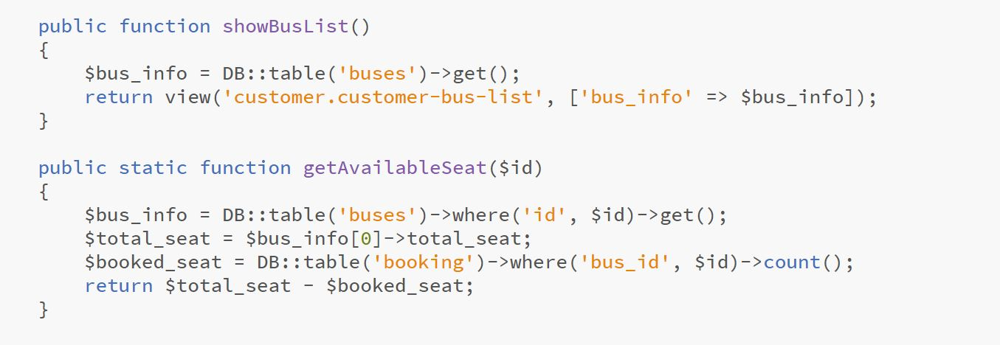 public function showBusList()
{
    $bus_info = DB::table('buses')->get();
    return view('customer.customer-bus-list', ['bus_info' => $bus_info]);
}

public static function getAvailableSeat($id)
{
    $bus_info = DB::table('buses')->where('id', $id)->get();
    $total_seat = $bus_info[0]->total_seat;
    $booked_seat = DB::table('booking')->where('bus_id', $id)->count();
    return $total_seat - $booked_seat;
}